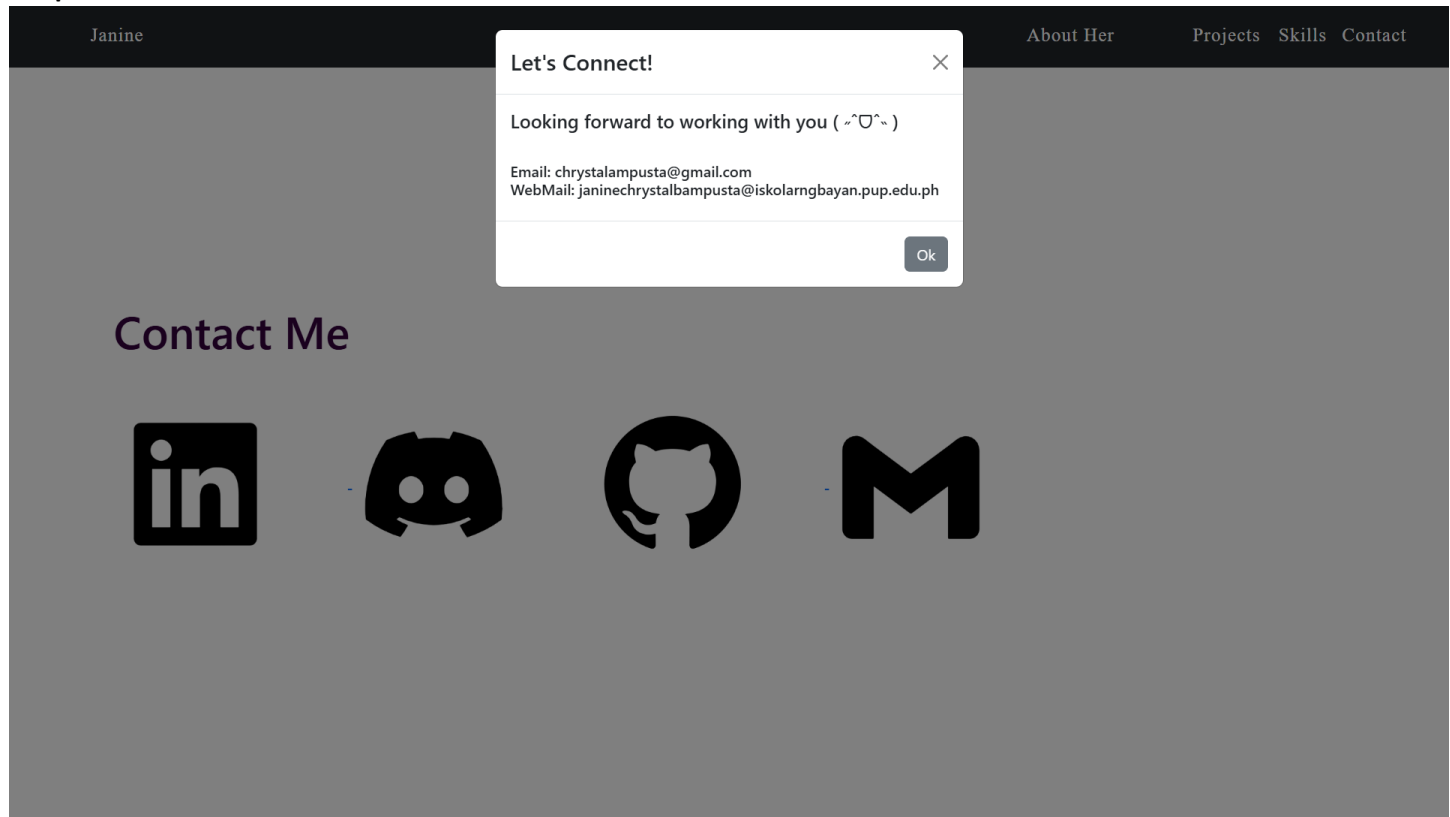 Janine
About Her Projects Skills Contact
Let's Connect!
Looking forward to working with you ( ˶ˆᗜˆ˵ )
Email: chrystalampusta@gmail.com
WebMail: janinechrystalbampusta@iskolarngbayan.pup.edu.ph
Ok
Contact Me
in